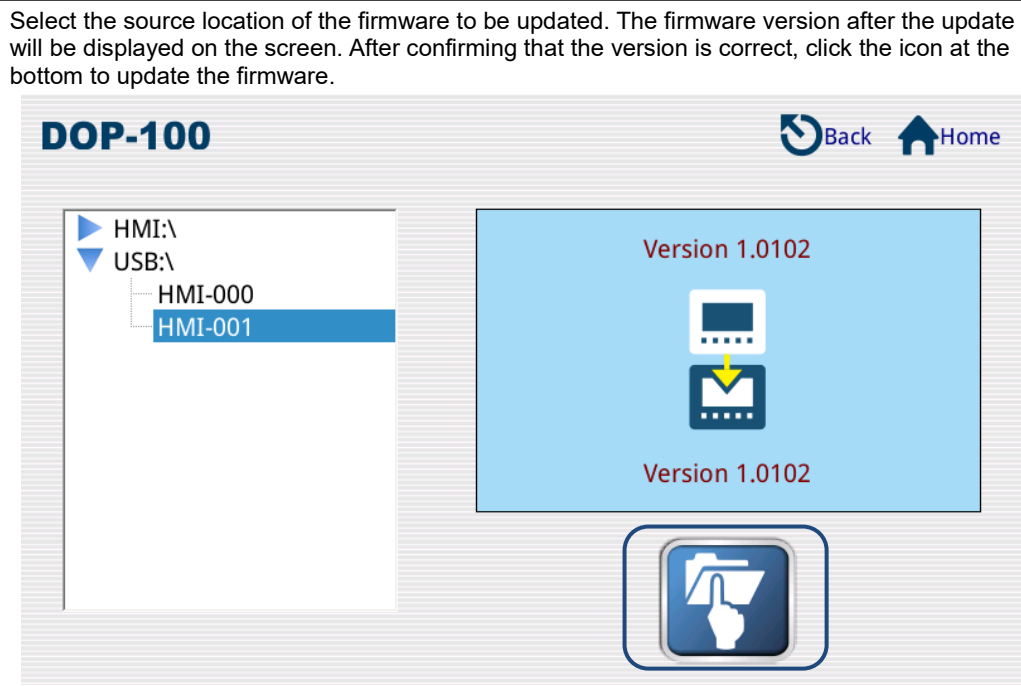 Select the source location of the firmware to be updated. The firmware version after the update
will be displayed on the screen. After confirming that the version is correct, click the icon at the
bottom to update the firmware.
DOP-100
Back
Home
HMI:\
USB:\
HMI-000
HMI-001
Version 1.0102
Version 1.0102